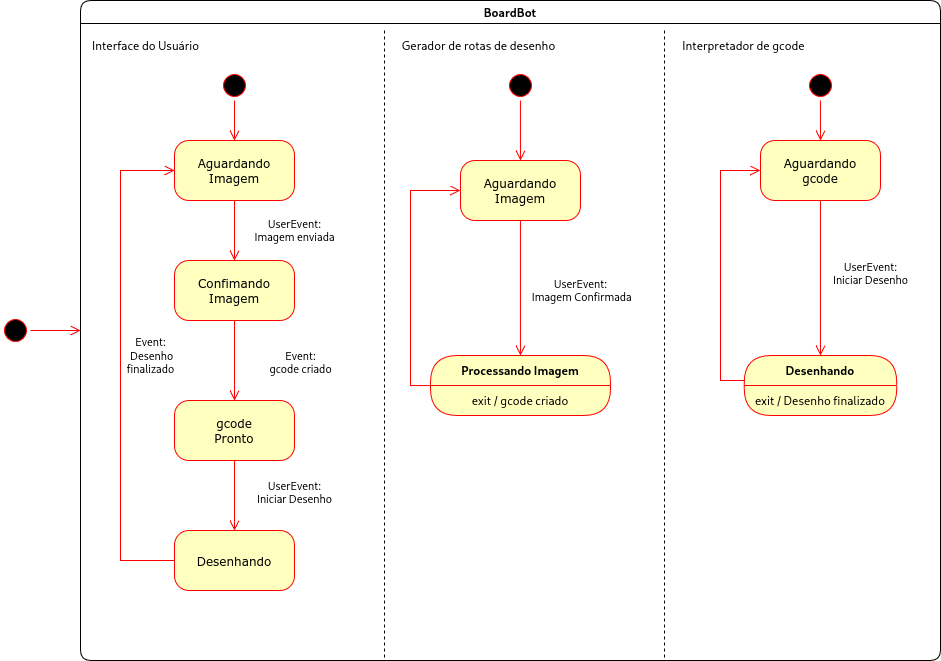 BoardBot
Interface do Usuário
Aguardando
Imagem
UserEvent:
Imagem enviada
Confimando
Imagem
Event:
Desenho
finalizado
Event:
gcode criado
gcode
Pronto
UserEvent:
Iniciar Desenho
Desenhando
Gerador de rotas de desenho
Aguardando
Imagem
UserEvent:
Imagem Confirmada
Processando Imagem
exit / gcode criado
Interpretador de gcode
Aguardando
gcode
UserEvent:
Iniciar Desenho
Desenhando
exit / Desenho finalizado